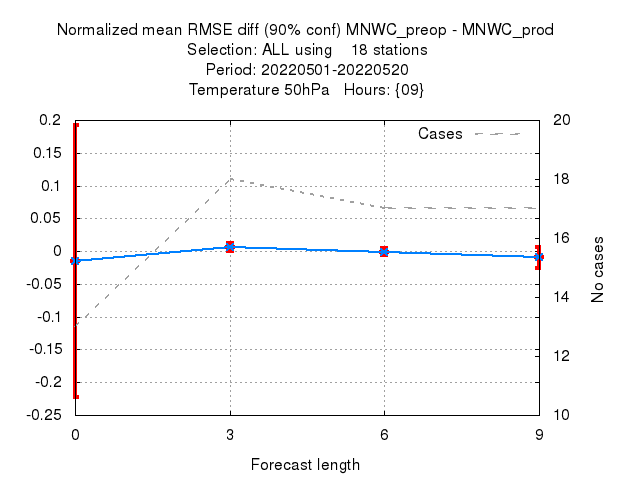 Normalized mean RMSE diff (90% conf) MNWC_preop - MNWC_prod
Selection: ALL using    18 stations
Period: 20220501-20220520
Temperature 50hPa   Hours: {09}
Cases
0.2
0.15
0.1
0.05
0
-0.05
-0.1
-0.15
-0.2
-0.25
20
18
16
14
12
10
No cases
0 3 6 9
Forecast length